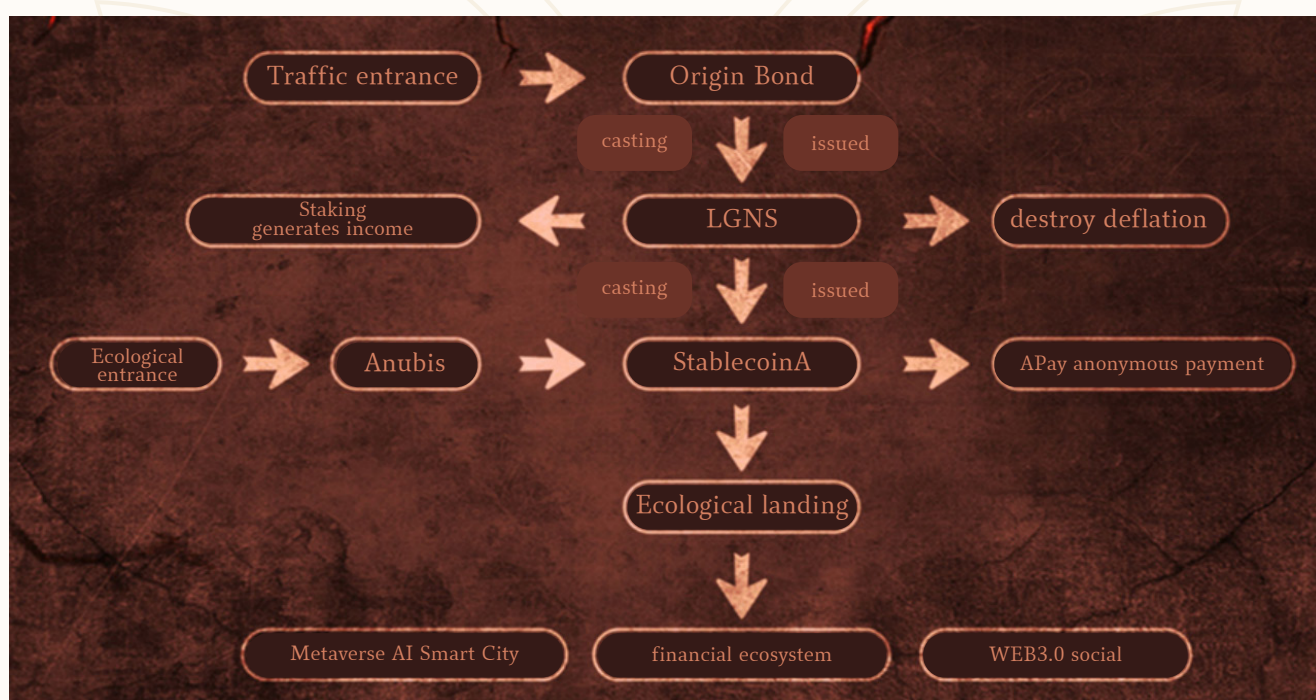 Traffic entrance
Origin Bond
casting
issued
Staking
generates income
LGNS
destroy deflation
casting
issued
Ecological
entrance
Anubis
StablecoinA
APay anonymous payment
Ecological landing
Metaverse AI Smart City
financial ecosystem
WEB3.0 social